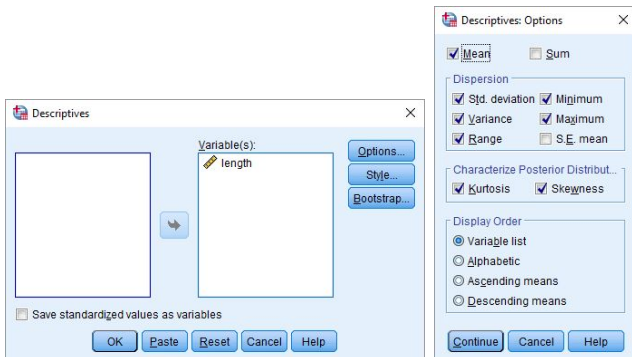 Descriptives
Variable(s):
length
Options...
Style...
Bootstrap...
Save standardized values as variables
OK Paste Reset Cancel Help
Descriptives: Options
Mean Sum
Dispersion
Std. deviation Minimum
Variance Maximum
Range S.E. mean
Characterize Posterior Distribut...
Kurtosis Skewness
Display Order
Variable list
Alphabetic
Ascending means
Descending means
Continue Cancel Help